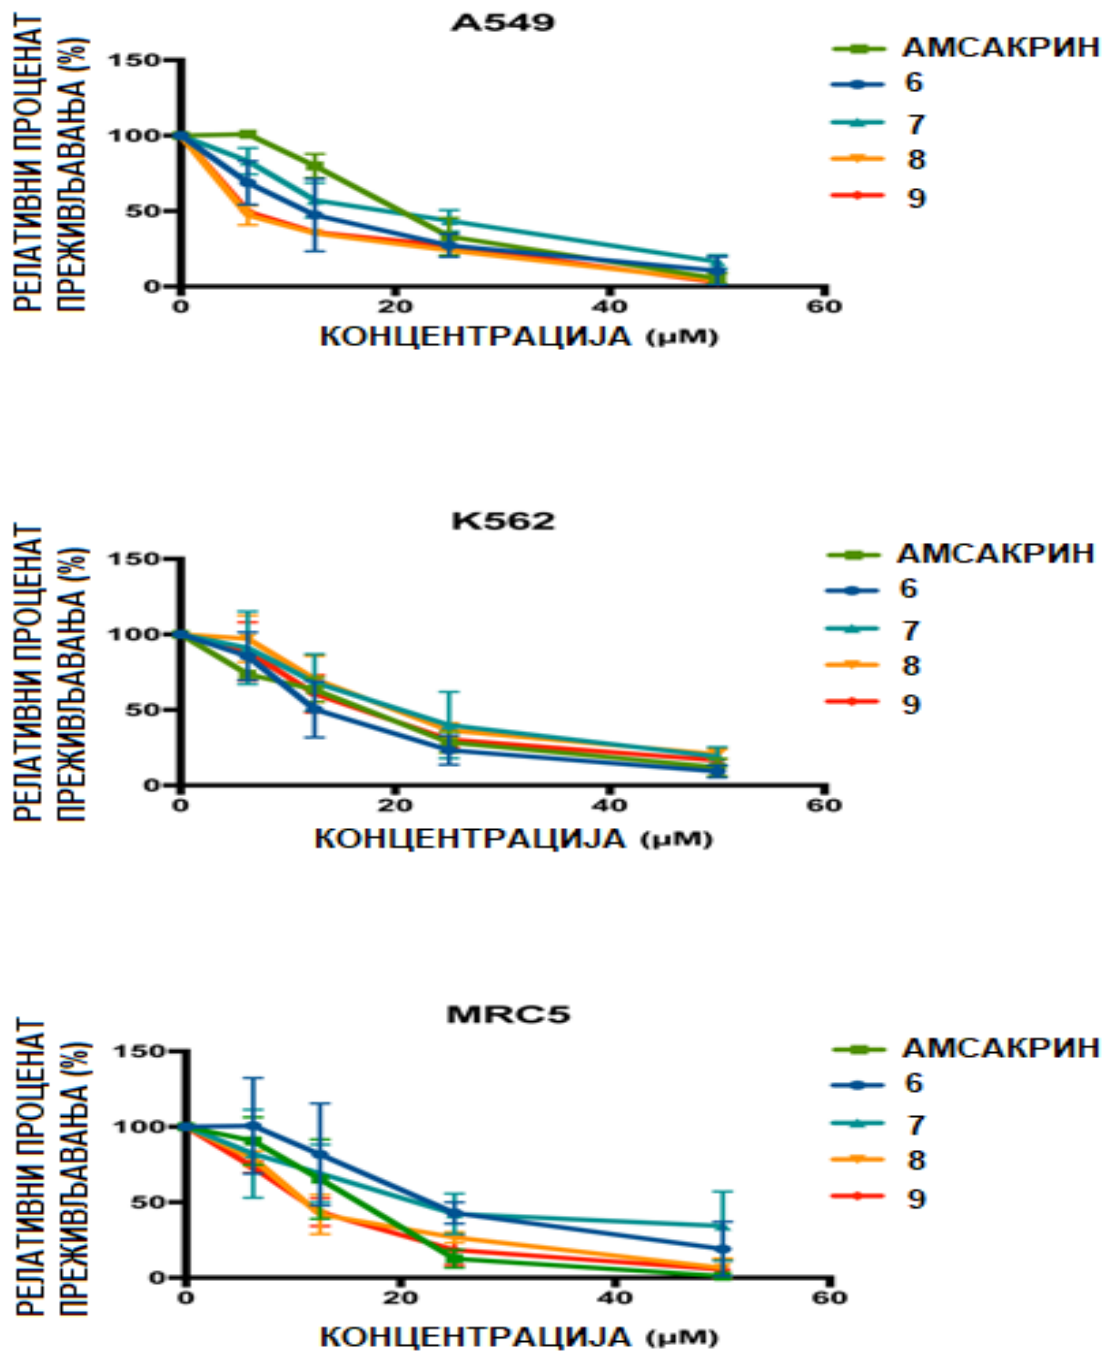 A549
РЕЛАТИВНИ ПРОЦЕНАТ
ПРЕЖИВЉАВАЊА (%)
150
100
50
0
0 20 40 60
КОНЦЕНТРАЦИЈА (μM)
АМСАКРИН
6
7
8
9
K562
РЕЛАТИВНИ ПРОЦЕНАТ
ПРЕЖИВЉАВАЊА (%)
150
100
50
0
0 20 40 60
КОНЦЕНТРАЦИЈА (μM)
АМСАКРИН
6
7
8
9
MRC5
РЕЛАТИВНИ ПРОЦЕНАТ
ПРЕЖИВЉАВАЊА (%)
150
100
50
0
0 20 40 60
КОНЦЕНТРАЦИЈА (μM)
АМСАКРИН
6
7
8
9